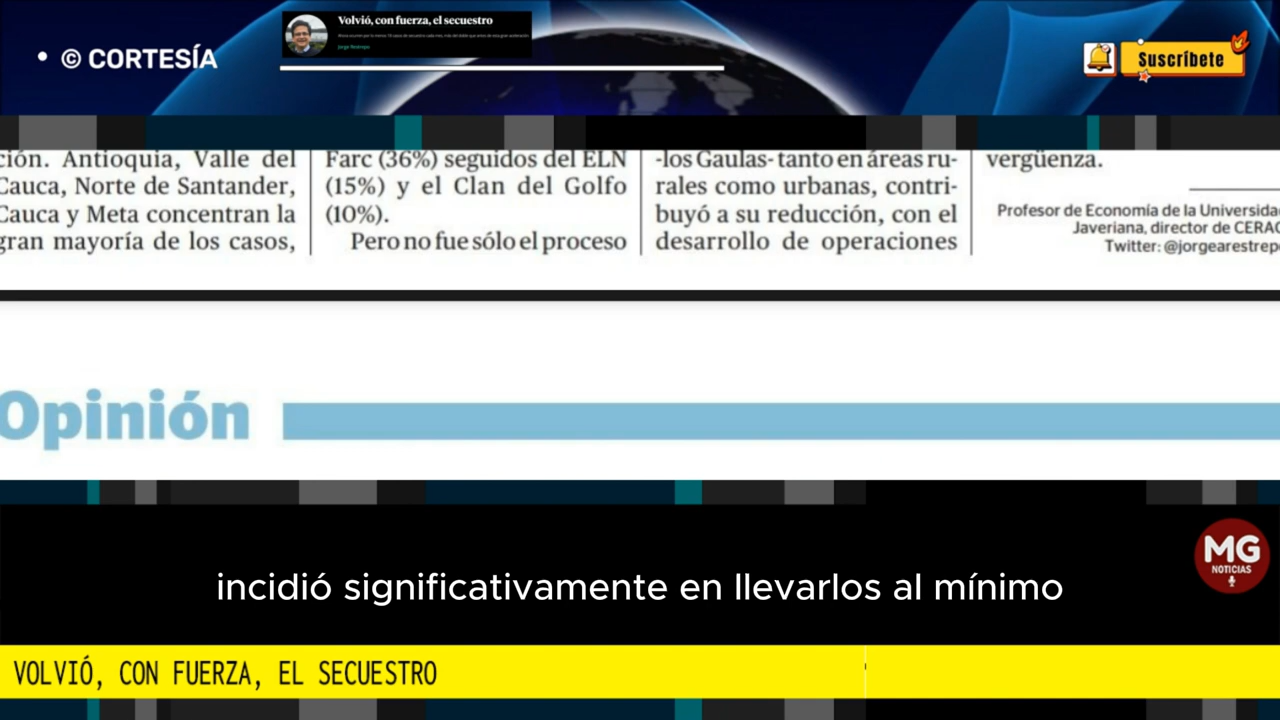 • © CORTESÍA
Volvió, con fuerza, el secuestro
Jorge Restrepo
Suscríbete
ción. Antioquia, Valle del
Cauca, Norte de Santander,
Cauca y Meta concentran la
gran mayoría de los casos,
Farc (36%) seguidos del ELN
(15%) y el Clan del Golfo
(10%).
Pero no fue sólo el proceso
-los Gaulas- tanto en áreas ru-
rales como urbanas, contri-
buyó a su reducción, con el
desarrollo de operaciones
vergüenza.
Profesor de Economía de la Universida
Javeriana, director de CERAC
Twitter: @jorgearestrepo
Opinión
incidió significativamente en llevarlos al mínimo
MG
NOTICIAS
VOLVIÓ, CON FUERZA, EL SECUESTRO